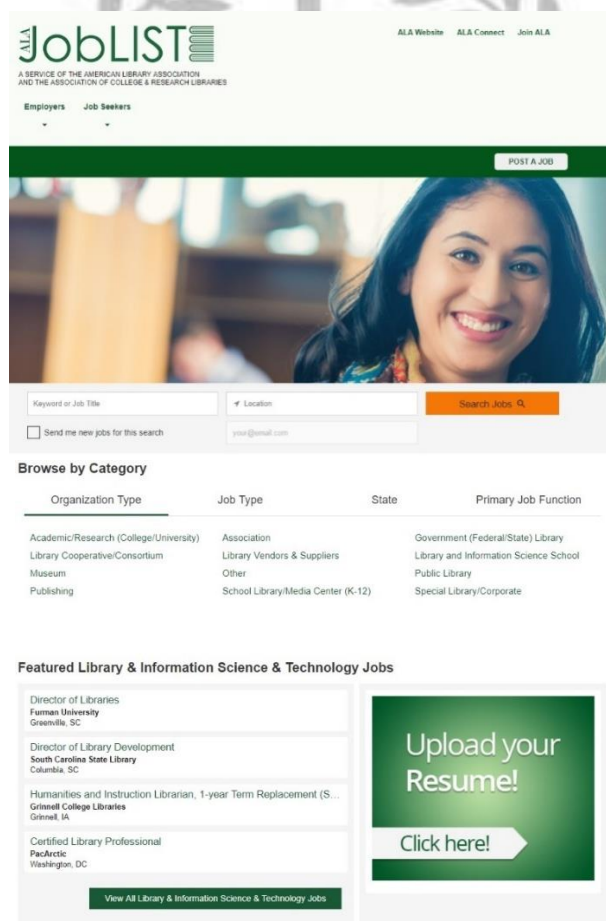 ALA JobLIST
ALA Website ALA Connect Join ALA
A SERVICE OF THE AMERICAN LIBRARY ASSOCIATION
AND THE ASSOCIATION OF COLLEGE & RESEARCH LIBRARIES
Employers Job Seekers
POST A JOB
Keyword or Job Title Location Search Jobs
Send me new jobs for this search your@email.com
Browse by Category
Organization Type Job Type State Primary Job Function
Academic/Research (College/University) Association Government (Federal/State) Library
Library Cooperative/Consortium Library Vendors & Suppliers Library and Information Science School
Museum Other Public Library
Publishing School Library/Media Center (K-12) Special Library/Corporate
Featured Library & Information Science & Technology Jobs
Director of Libraries
Furman University
Greenville, SC
Director of Library Development
South Carolina State Library
Columbia, SC
Humanities and Instruction Librarian, 1-year Term Replacement (S...
Grinnell College Libraries
Grinnell, IA
Certified Library Professional
PacArctic
Washington, DC
View All Library & Information Science & Technology Jobs
Upload your
Resume!
Click here!